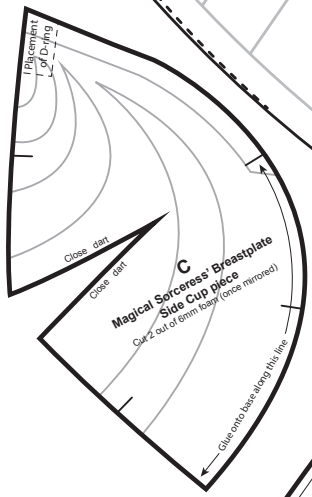 Placement
of D-ring
Close dart
Close dart
C
Magical Sorceress' Breastplate
Side Cup piece
Cut 2 out of 6mm foam (once mirrored)
Glue onto base along this line